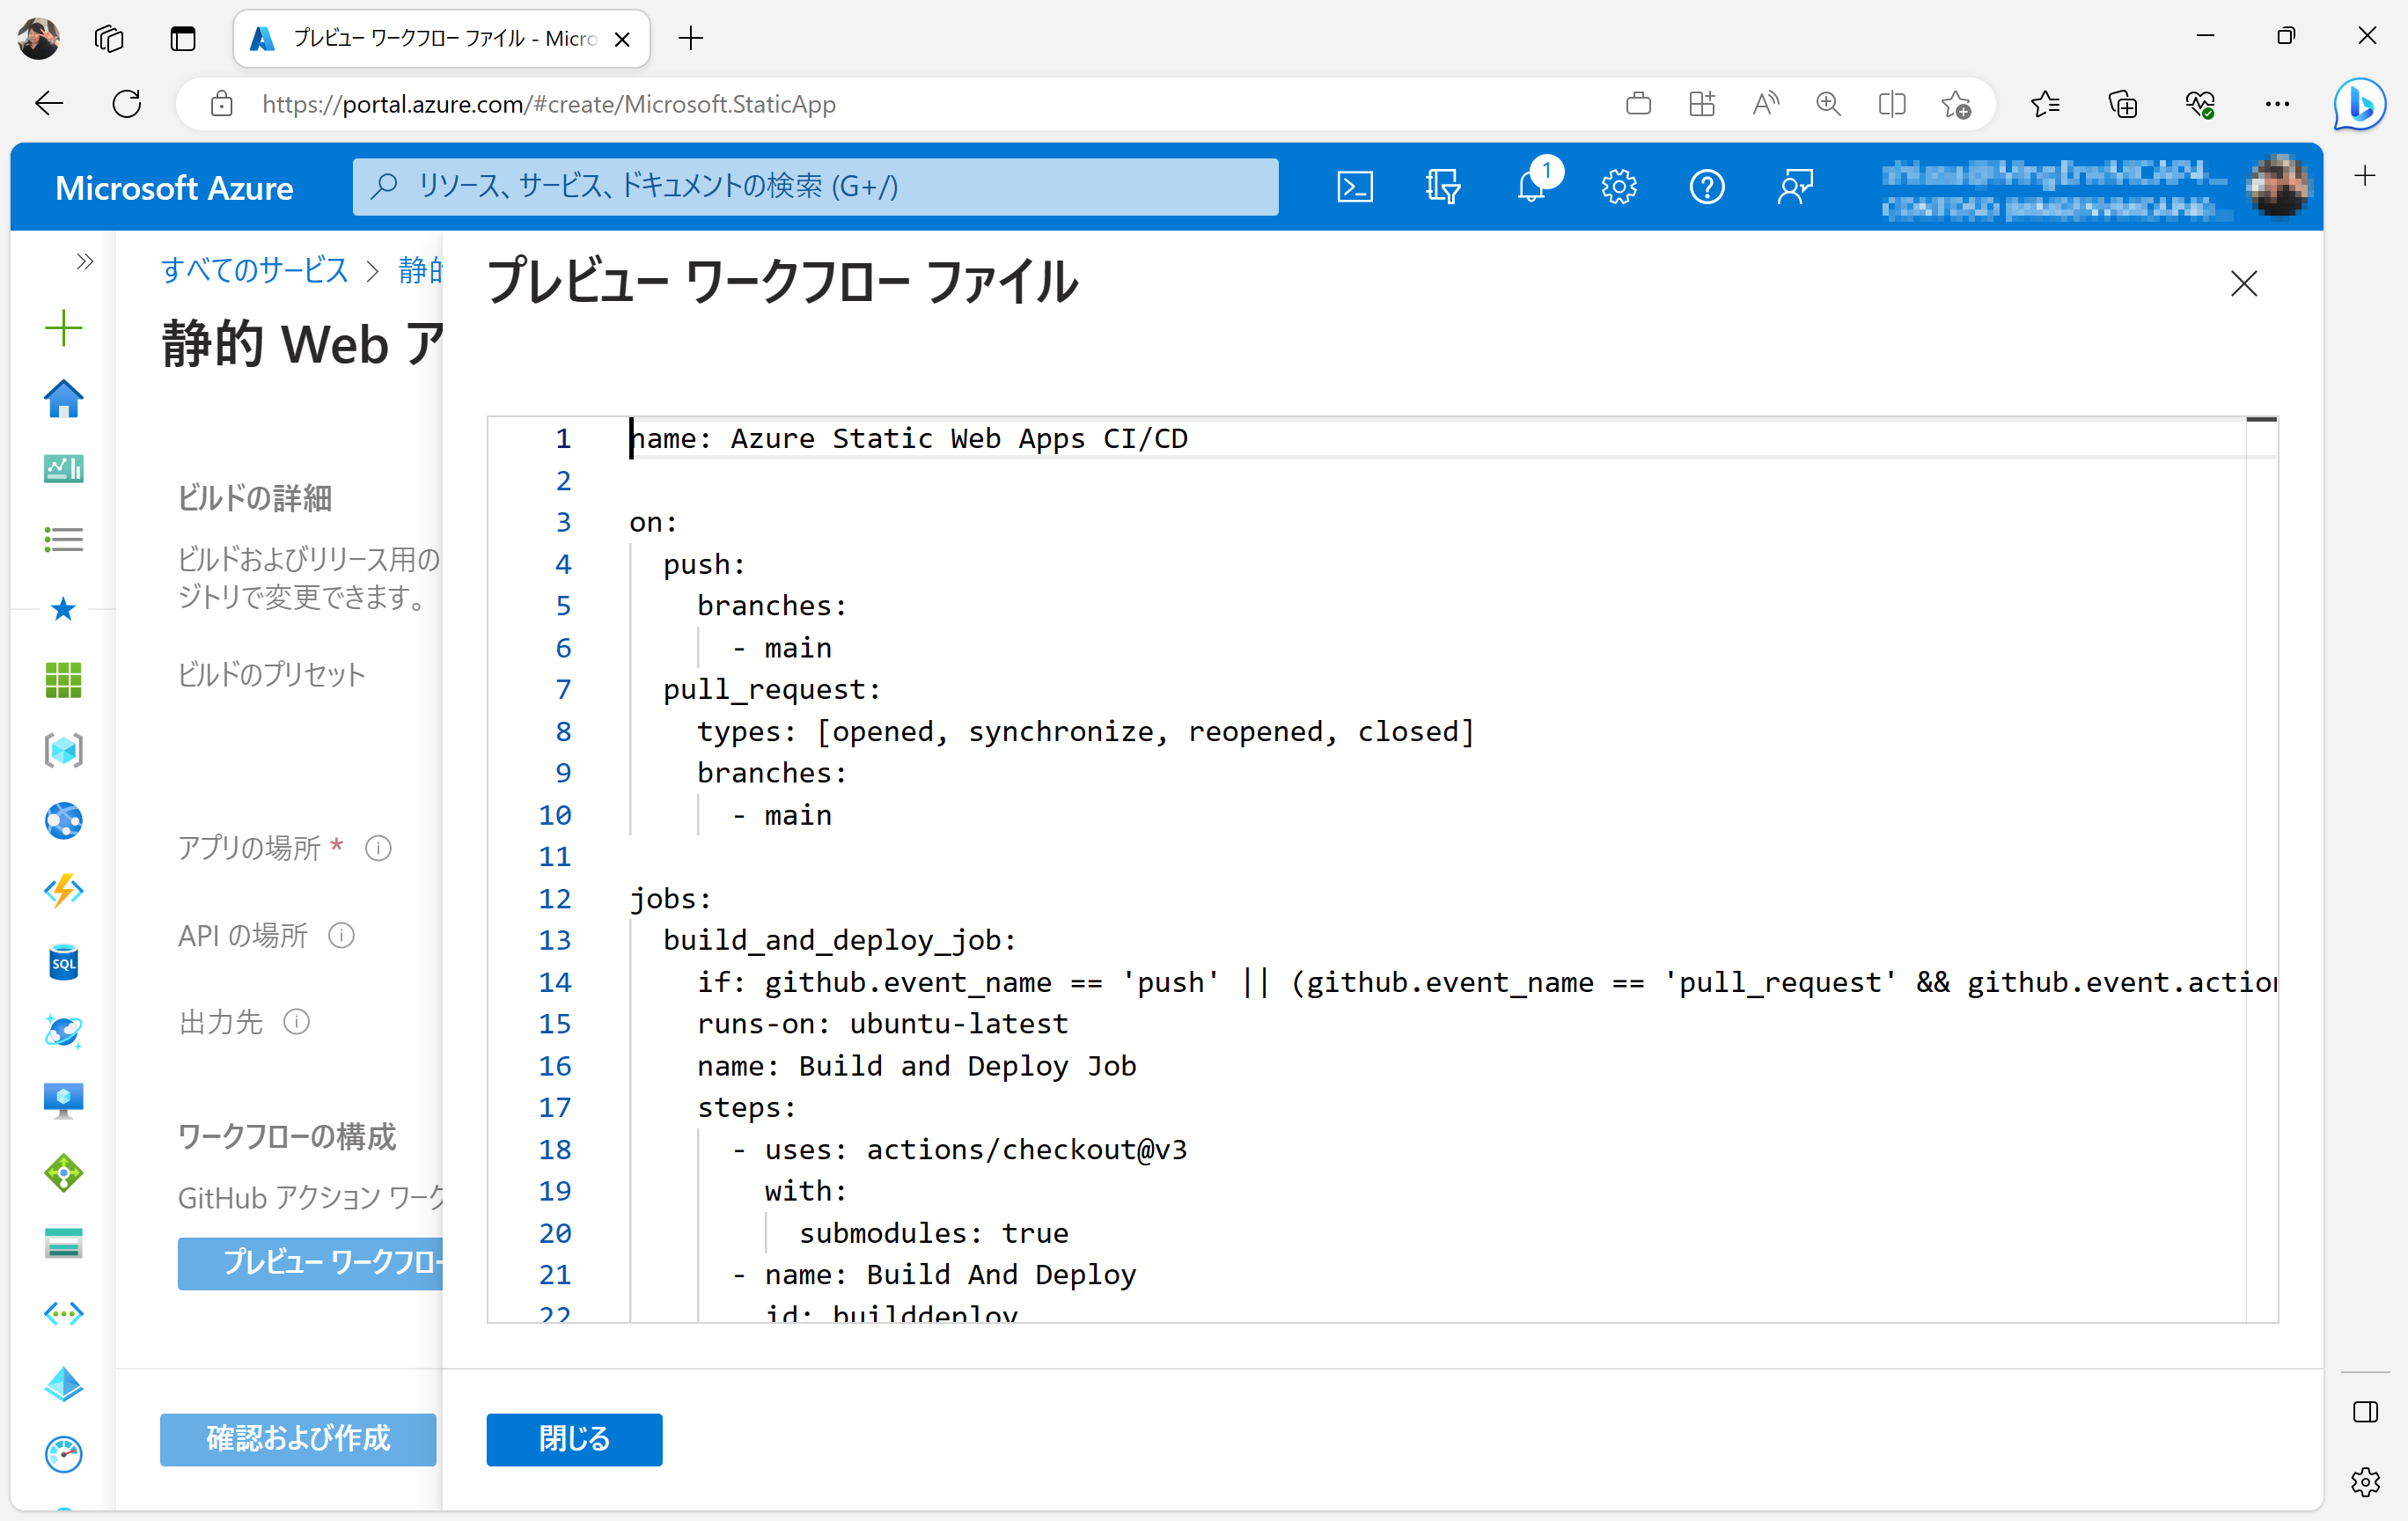 プレビュー ワークフロー ファイル - Micro
https://portal.azure.com/#create/Microsoft.StaticApp
Microsoft Azure
リソース、サービス、ドキュメントの検索 (G+/)
1
すべてのサービス > 静的
静的 Web ア
ビルドの詳細
ビルドおよびリリース用の
ジトリで変更できます。
ビルドのプリセット
アプリの場所 *
API の場所
出力先
ワークフローの構成
GitHub アクション ワーク
プレビュー ワークフロー
確認および作成
SQL
プレビュー ワークフロー ファイル
1 name: Azure Static Web Apps CI/CD
2
3 on:
4 push:
5 branches:
6 - main
7 pull_request:
8 types: [opened, synchronize, reopened, closed]
9 branches:
10 - main
11
12 jobs:
13 build_and_deploy_job:
14 if: github.event_name == 'push' || (github.event_name == 'pull_request' && github.event.action
15 runs-on: ubuntu-latest
16 name: Build and Deploy Job
17 steps:
18 - uses: actions/checkout@v3
19 with:
20 submodules: true
21 - name: Build And Deploy
22 id: builddeploy
閉じる